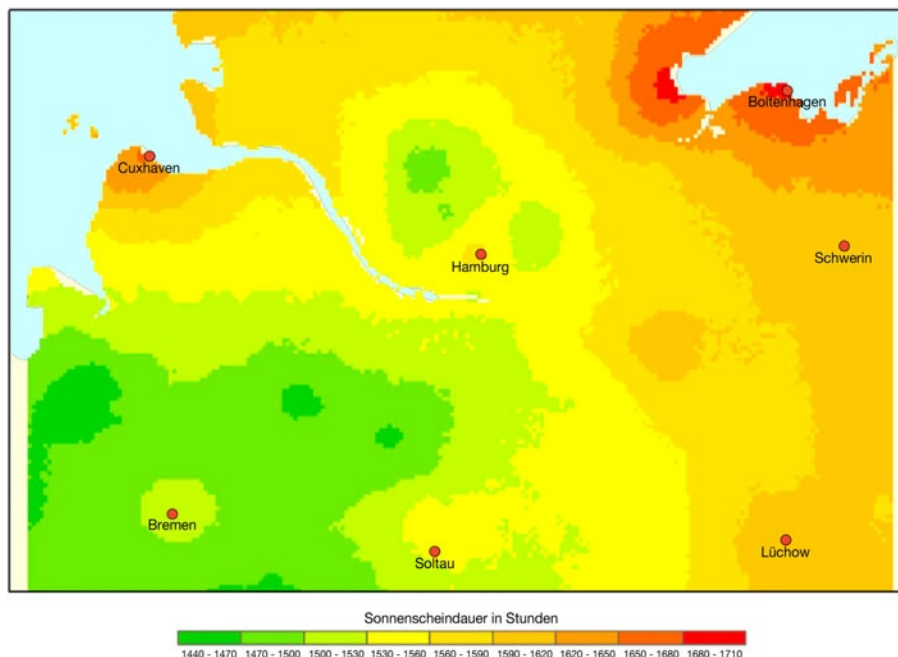 Boltenhagen
Cuxhaven
Hamburg
Schwerin
Bremen
Soltau
Lüchow
Sonnenscheindauer in Stunden
1440 - 1470 1470 - 1500 1500 - 1530 1530 - 1560 1560 - 1590 1590 - 1620 1620 - 1650 1650 - 1680 1680 - 1710